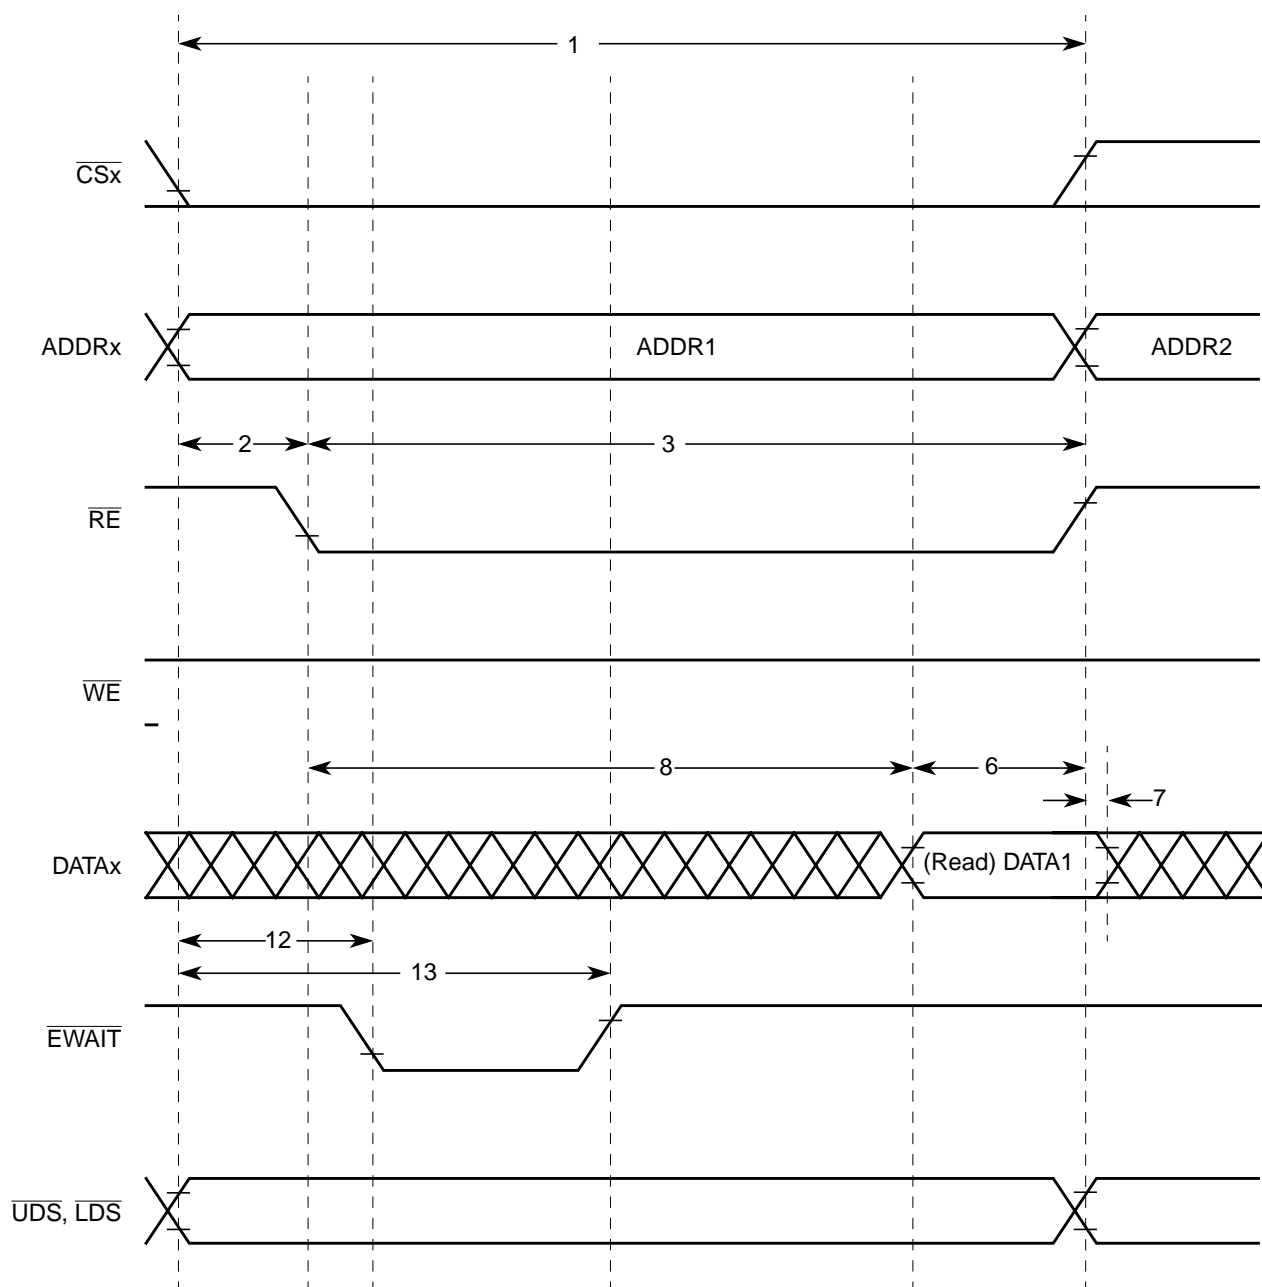 1
CSx
ADDRx
ADDR1
ADDR2
2
3
RE
WE
8
6
7
DATAx
(Read) DATA1
12
13
EWAIT
UDS, LDS